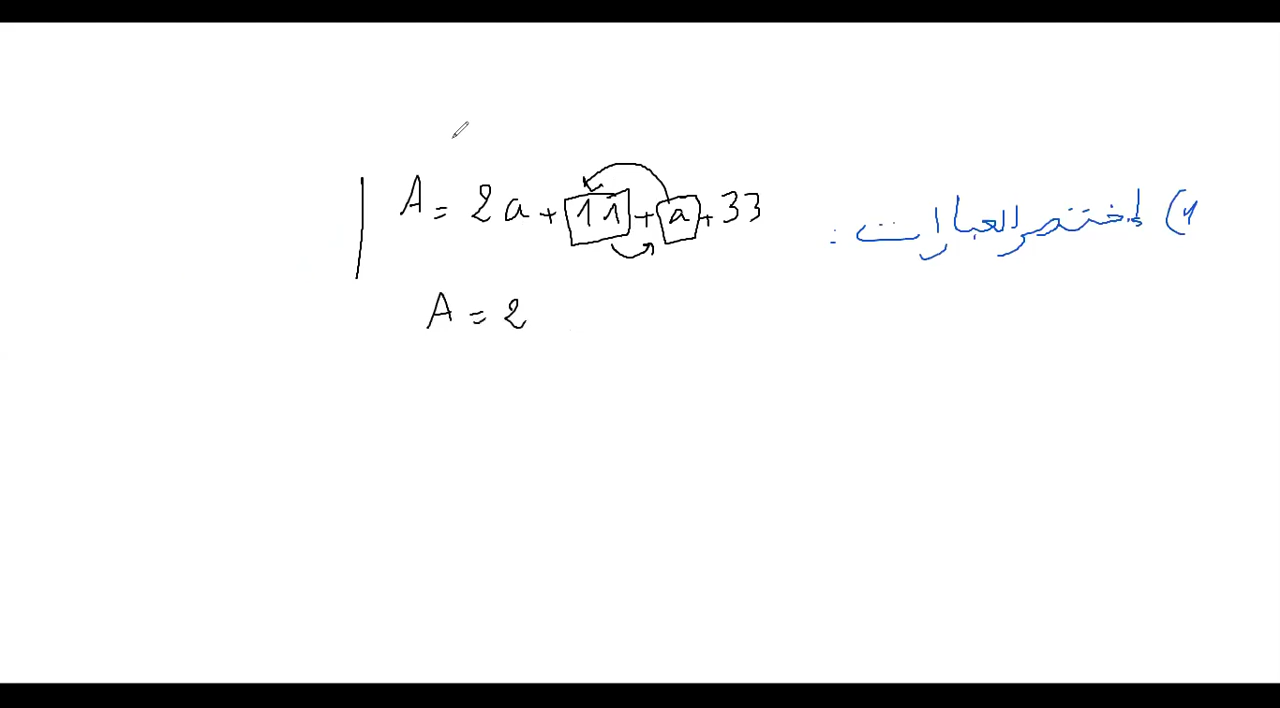 1) إختصر العبارات :
A = 2a + 11 + a + 33
A = 2